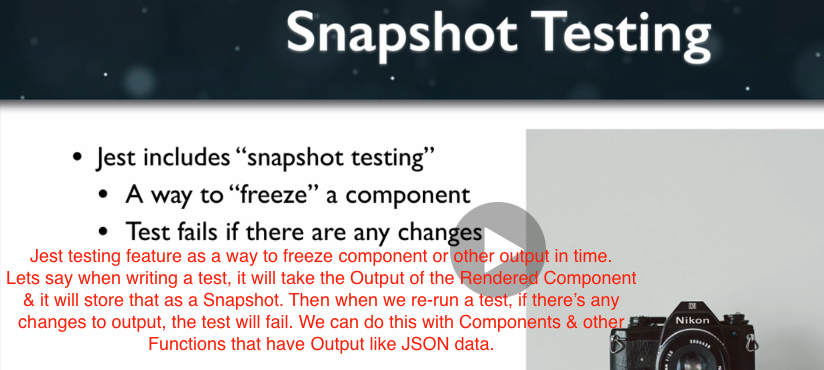 Snapshot Testing
• Jest includes “snapshot testing”
• A way to “freeze” a component
• Test fails if there are any changes
Jest testing feature as a way to freeze component or other output in time.
Lets say when writing a test, it will take the Output of the Rendered Component
& it will store that as a Snapshot. Then when we re-run a test, if there's any
changes to output, the test will fail. We can do this with Components & other
Functions that have Output like JSON data.
Nikon